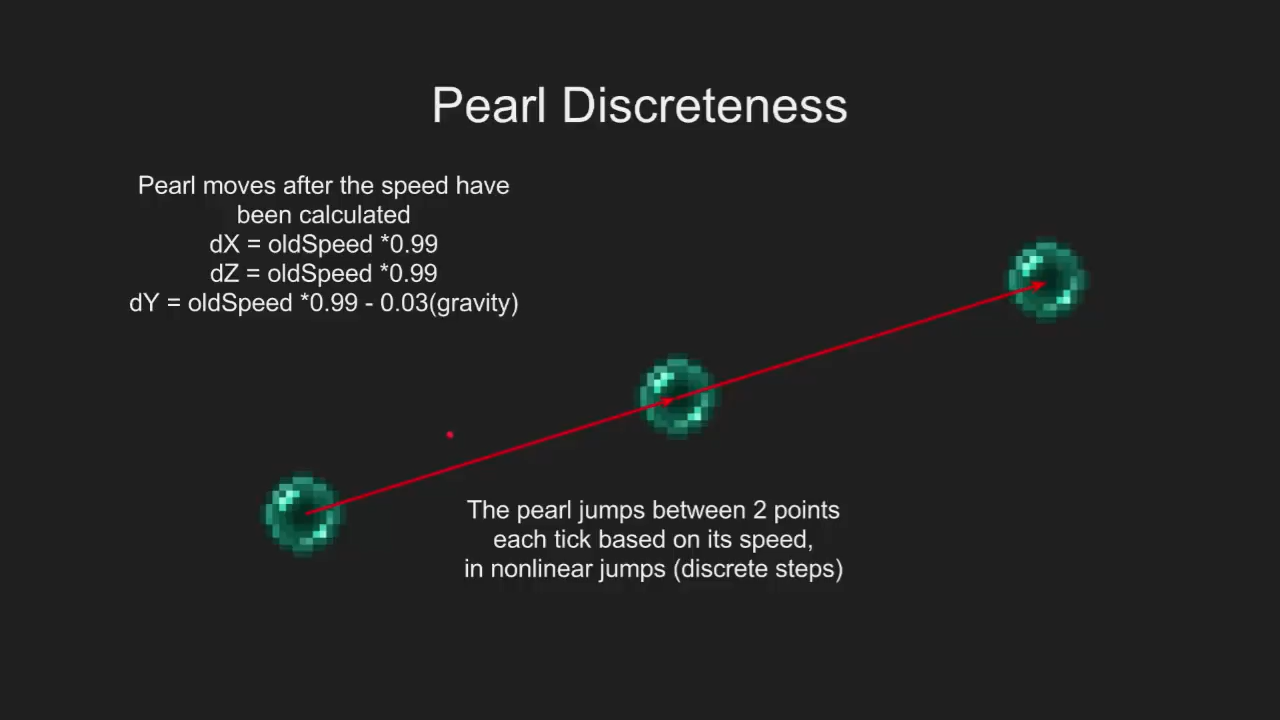 Pearl Discreteness
Pearl moves after the speed have
been calculated
dX = oldSpeed *0.99
dZ = oldSpeed *0.99
dY = oldSpeed *0.99 - 0.03(gravity)
The pearl jumps between 2 points
each tick based on its speed,
in nonlinear jumps (discrete steps)